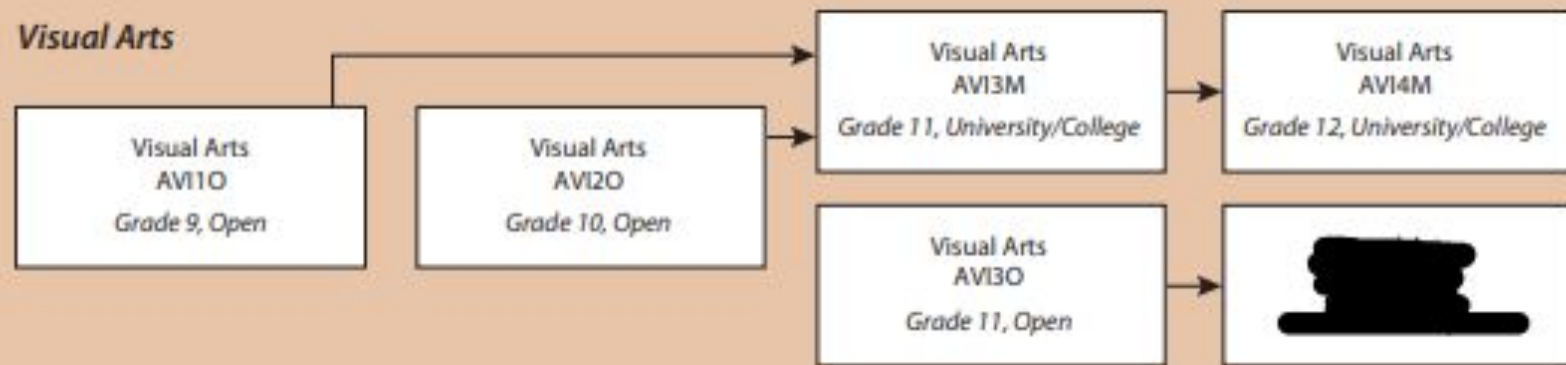 Visual Arts
Visual Arts
AVI1O
Grade 9, Open
Visual Arts
AVI2O
Grade 10, Open
Visual Arts
AVI3M
Grade 11, University/College
Visual Arts
AVI4M
Grade 12, University/College
Visual Arts
AVI3O
Grade 11, Open